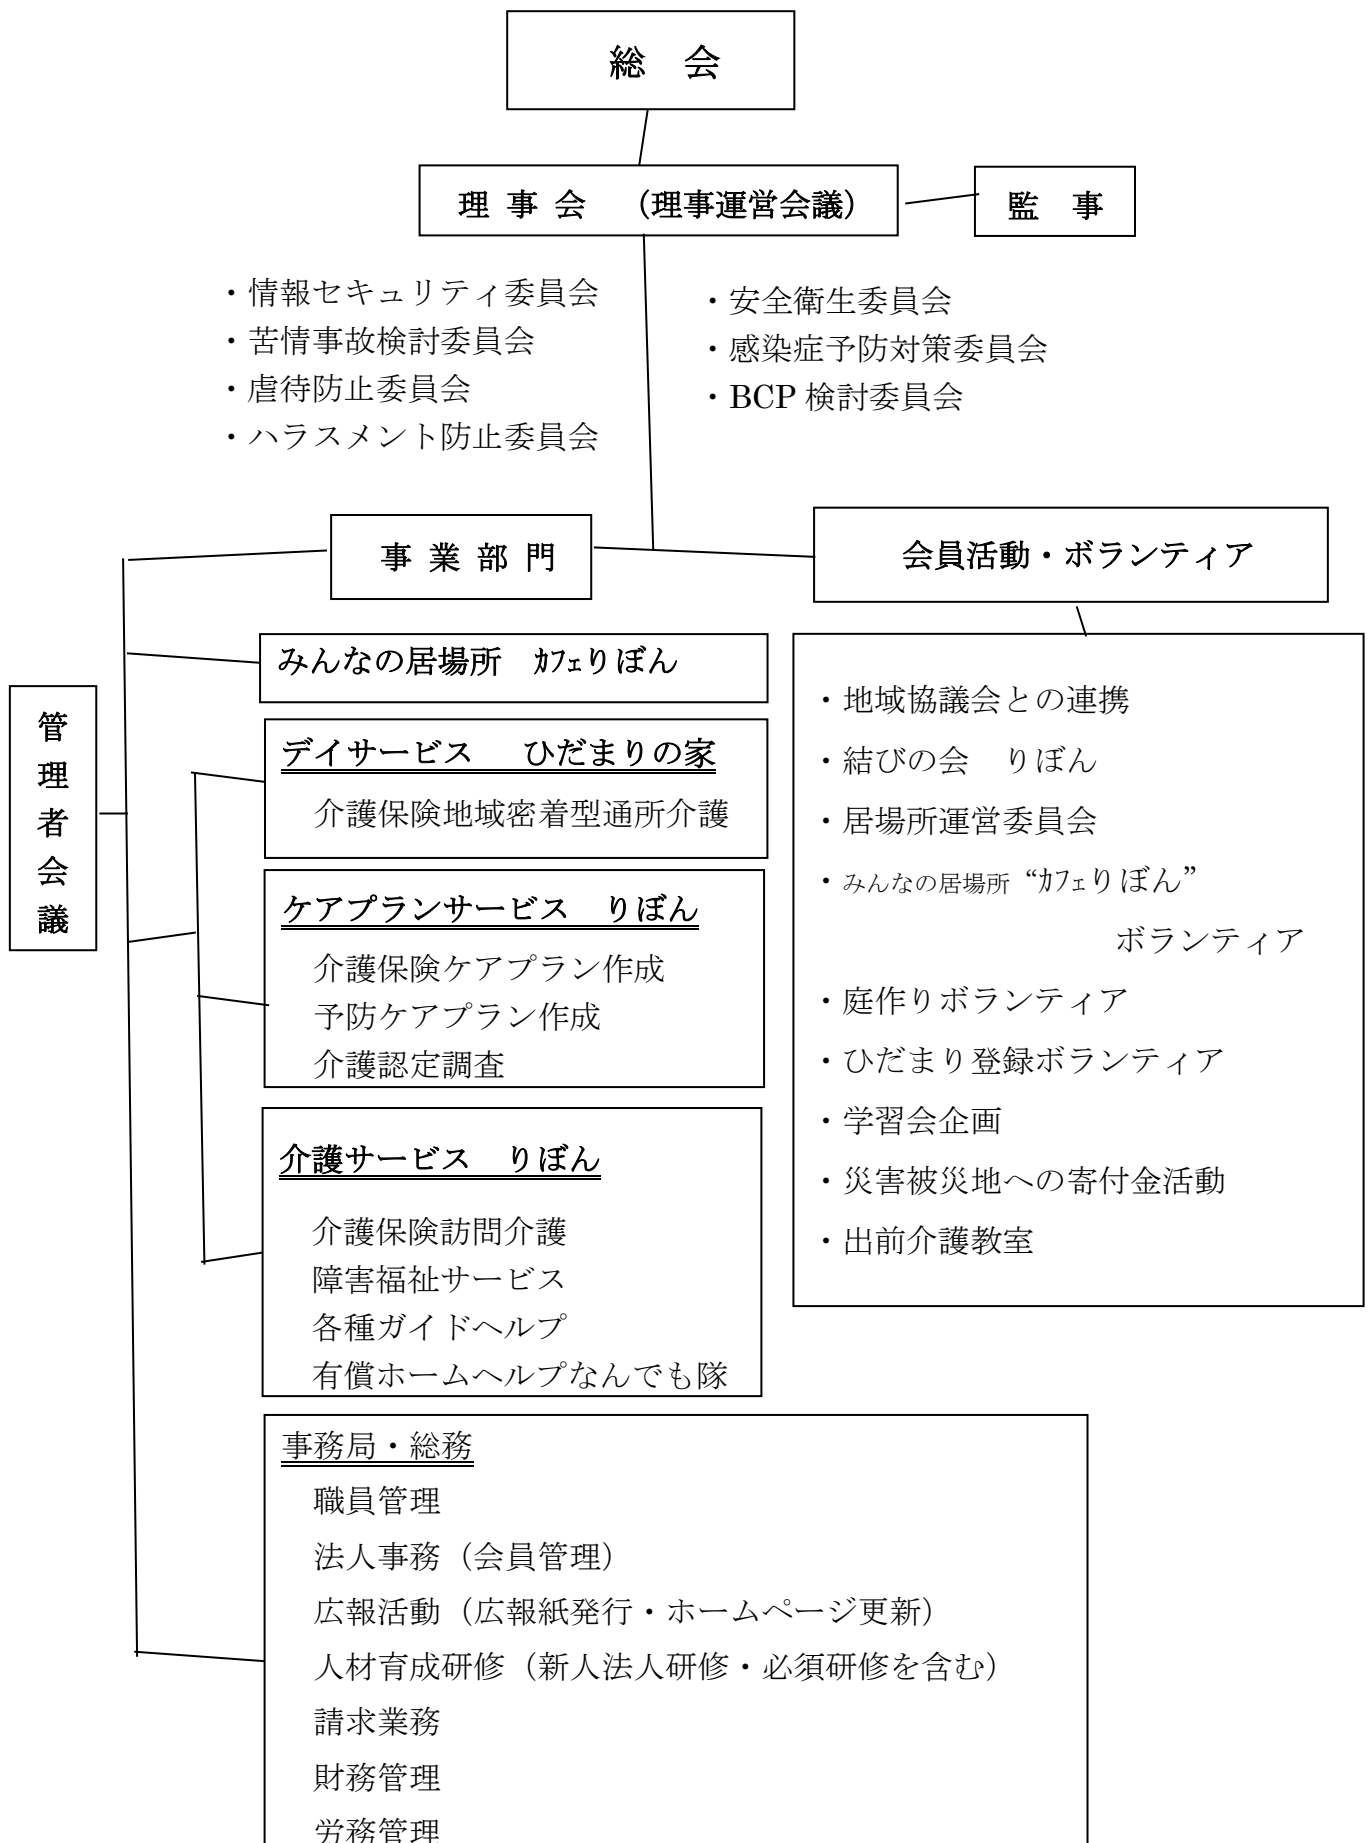 総　会
理 事 会　（理事運営会議）
監　事
・情報セキュリティ委員会
・苦情事故検討委員会
・虐待防止委員会
・ハラスメント防止委員会
・安全衛生委員会
・感染症予防対策委員会
・BCP 検討委員会
事 業 部 門
会員活動・ボランティア
管理者会議
みんなの居場所　ｶﾌｪりぼん
デイサービス　ひだまりの家
介護保険地域密着型通所介護
ケアプランサービス　りぼん
介護保険ケアプラン作成
予防ケアプラン作成
介護認定調査
介護サービス　りぼん
介護保険訪問介護
障害福祉サービス
各種ガイドヘルプ
有償ホームヘルプなんでも隊
・地域協議会との連携
・結びの会　りぼん
・居場所運営委員会
・みんなの居場所 “ｶﾌｪりぼん”
ボランティア
・庭作りボランティア
・ひだまり登録ボランティア
・学習会企画
・災害被災地への寄付金活動
・出前介護教室
事務局・総務
職員管理
法人事務（会員管理）
広報活動（広報紙発行・ホームページ更新）
人材育成研修（新人法人研修・必須研修を含む）
請求業務
財務管理
労務管理